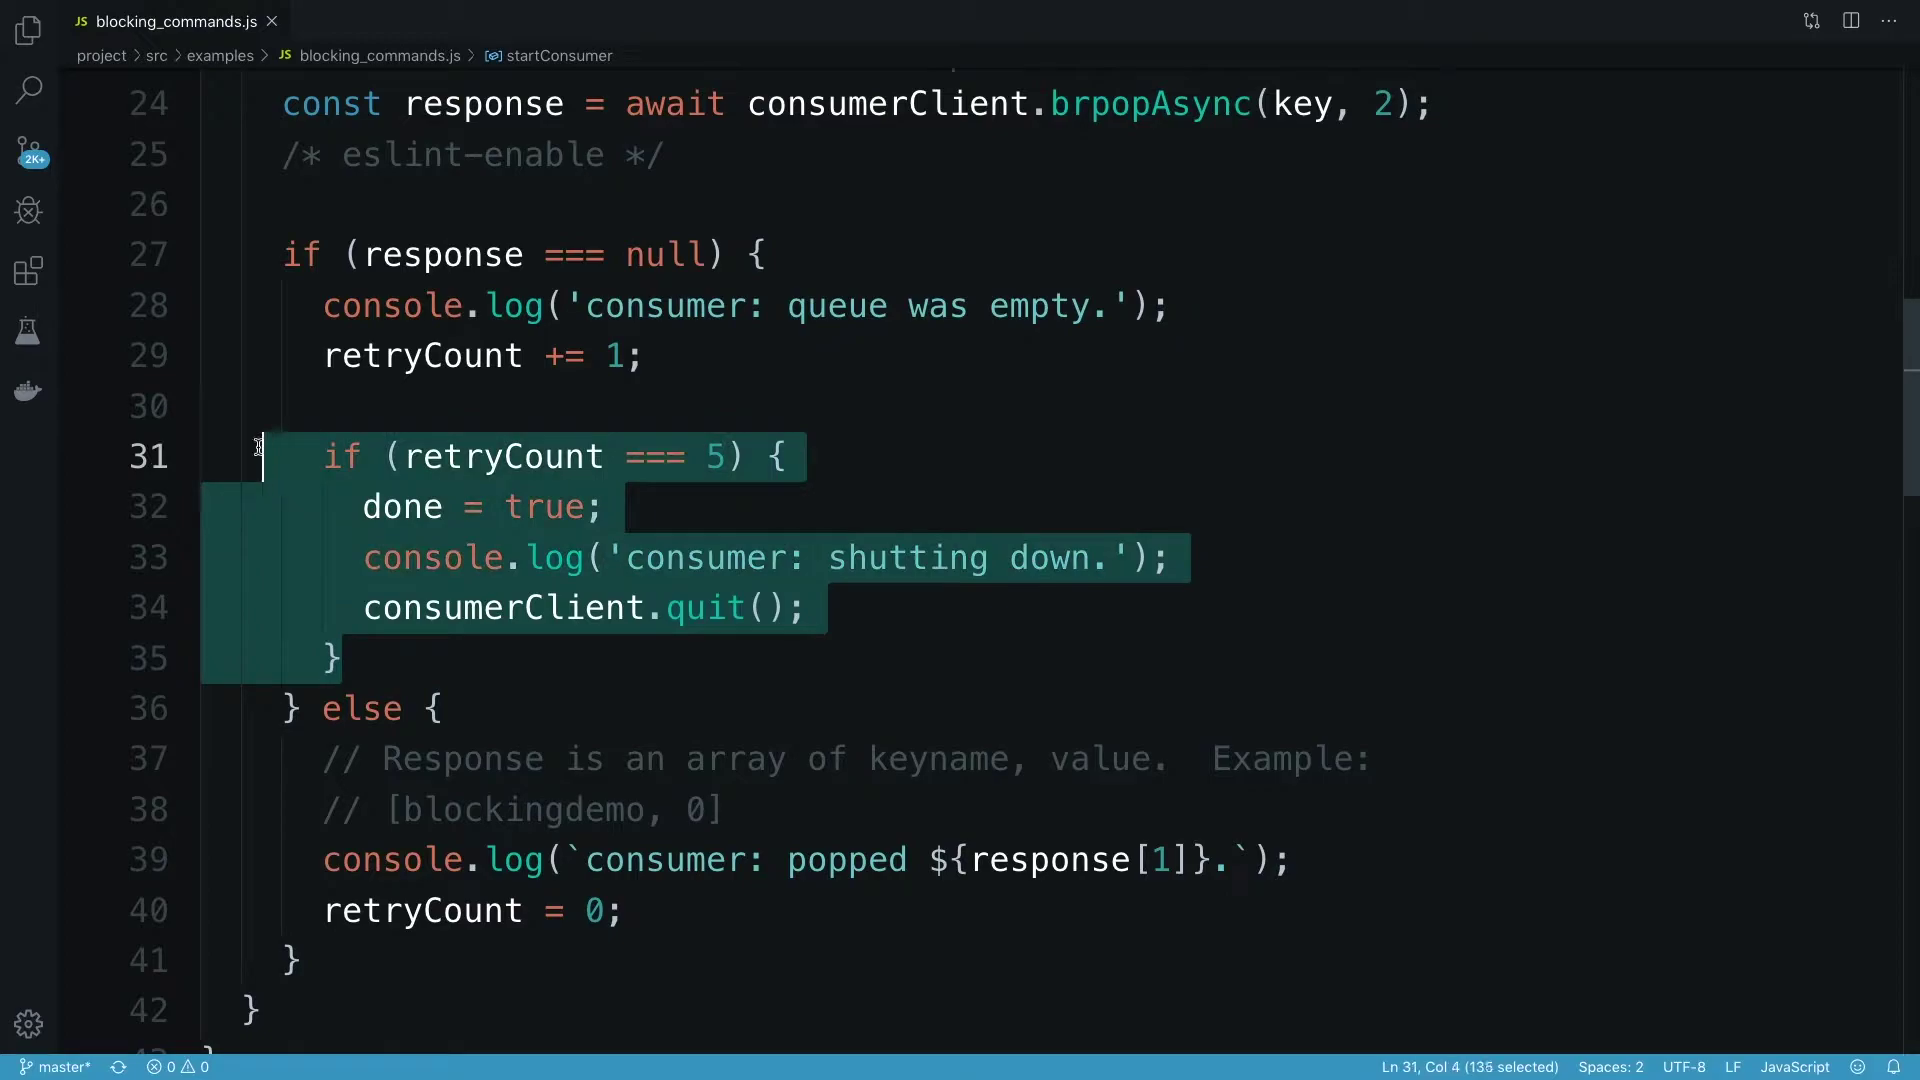 JS blocking_commands.js
project > src > examples > JS blocking_commands.js > startConsumer
24 const response = await consumerClient.brpopAsync(key, 2);
25 /* eslint-enable */
26
27 if (response === null) {
28 console.log('consumer: queue was empty.');
29 retryCount += 1;
30
31 if (retryCount === 5) {
32 done = true;
33 console.log('consumer: shutting down.');
34 consumerClient.quit();
35 }
36 } else {
37 // Response is an array of keyname, value.  Example:
38 // [blockingdemo, 0]
39 console.log(`consumer: popped ${response[1]}.`);
40 retryCount = 0;
41 }
42 }
2K+
master* 0 0 Ln 31, Col 4 (135 selected) Spaces: 2 UTF-8 LF JavaScript